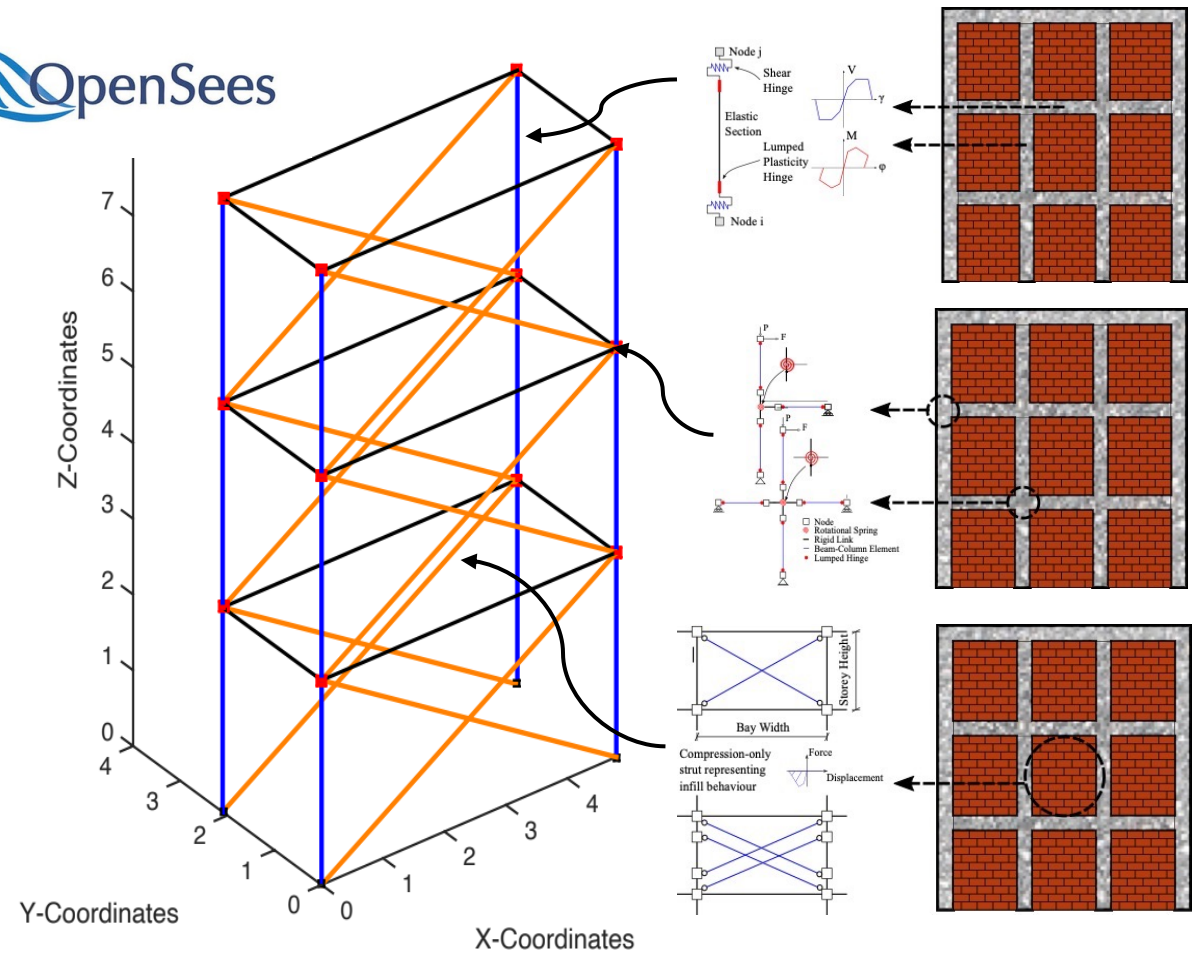 OpenSees
Z-Coordinates
7
6
5
4
3
2
1
0
4
3
2
1
0
0
1
2
3
4
Y-Coordinates
X-Coordinates
Node j
Shear
Hinge
Elastic
Section
Lumped
Plasticity
Hinge
Node i
V
γ
M
φ
P
F
P
F
Node
Rotational Spring
Rigid Link
Beam-Column Element
Lumped Hinge
Storey Height
Bay Width
Compression-only
strut representing
infill behaviour
Force
Displacement